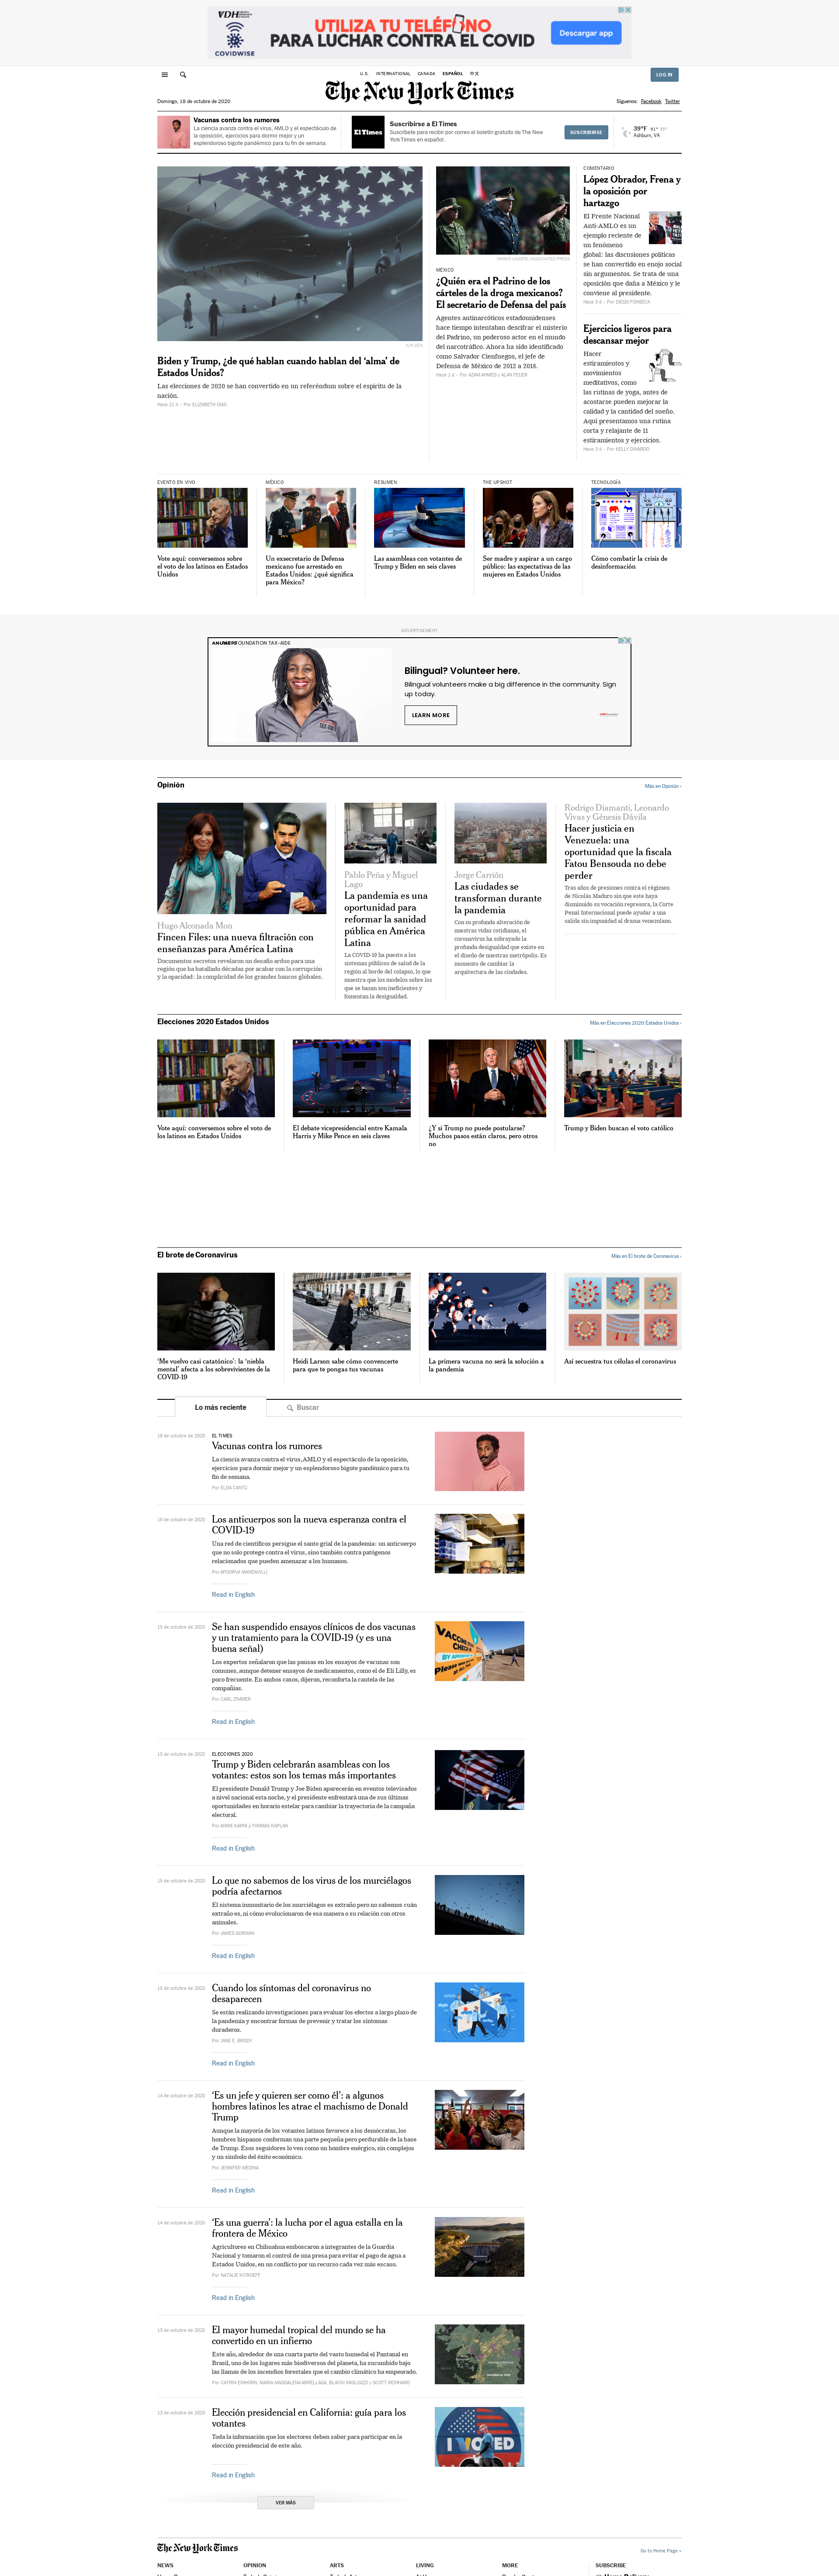 VDH
COVIDWISE
UTILIZA TU TELÉFONO
PARA LUCHAR CONTRA EL COVID
Descargar app
U.S. INTERNATIONAL CANADA ESPAÑOL 中文
LOG IN
The New York Times
Domingo, 18 de octubre de 2020
Síguenos: Facebook Twitter
Vacunas contra los rumores
La ciencia avanza contra el virus, AMLO y el espectáculo de
la oposición, ejercicios para dormir mejor y un
esplendoroso bigote pandémico para tu fin de semana.
El Times
Suscribirse a El Times
Suscríbete para recibir por correo el boletín gratuito de The New
York Times en español.
SUSCRIBIRSE
39°F
Ashburn, VA
Biden y Trump, ¿de qué hablan cuando hablan del ‘alma’ de
Estados Unidos?
Las elecciones de 2020 se han convertido en un referéndum sobre el espíritu de la
nación.
Por ELIZABETH DIAS
MARCO UGARTE/ASSOCIATED PRESS
MÉXICO
¿Quién era el Padrino de los
cárteles de la droga mexicanos?
El secretario de Defensa del país
Agentes antinarcóticos estadounidenses
hace tiempo intentaban descifrar el misterio
del Padrino, un poderoso actor en el mundo
del narcotráfico. Ahora ha sido identificado
como Salvador Cienfuegos, el jefe de
Defensa de México de 2012 a 2018.
Hace 1 d – Por AZAM AHMED y ALAN FEUER
COMENTARIO
López Obrador, Frena y
la oposición por
hartazgo
El Frente Nacional
Anti-AMLO es un
ejemplo reciente de
un fenómeno
global: las discusiones políticas
se han convertido en enojo social
sin argumentos. Se trata de una
oposición que daña a México y le
conviene al presidente.
Hace 3 d – Por DIEGO FONSECA
Ejercicios ligeros para
descansar mejor
Hacer
estiramientos y
movimientos
meditativos, como
las rutinas de yoga, antes de
acostarse pueden mejorar la
calidad y la cantidad del sueño.
Aquí presentamos una rutina
corta y relajante de 11
estiramientos y ejercicios.
Hace 3 d – Por KELLY DINARDO
EVENTO EN VIVO
Vote aquí: conversemos sobre
el voto de los latinos en Estados
Unidos
MÉXICO
Un exsecretario de Defensa
mexicano fue arrestado en
Estados Unidos: ¿qué significa
para México?
RESUMEN
Las asambleas con votantes de
Trump y Biden en seis claves
THE UPSHOT
Ser madre y aspirar a un cargo
público: las expectativas de las
mujeres en Estados Unidos
TECNOLOGÍA
Cómo combatir la crisis de
desinformación
ADVERTISEMENT
FOUNDATION TAX-AIDE
Bilingual? Volunteer here.
Bilingual volunteers make a big difference in the community. Sign
up today.
LEARN MORE
Opinión
Más en Opinión ›
Hugo Alconada Mon
Fincen Files: una nueva filtración con
enseñanzas para América Latina
Documentos secretos revelaron un desafío arduo para una
región que ha batallado décadas por acabar con la corrupción
y la opacidad: la complicidad de los grandes bancos globales.
Pablo Peña y Miguel
Lago
La pandemia es una
oportunidad para
reformar la sanidad
pública en América
Latina
La COVID-19 ha puesto a los
sistemas públicos de salud de la
región al borde del colapso, lo que
muestra que los modelos sobre los
que se basan son ineficientes y
fomentan la desigualdad.
Jorge Carrión
Las ciudades se
transforman durante
la pandemia
Con su profunda alteración de
nuestras vidas cotidianas, el
coronavirus ha subrayado la
profunda desigualdad que existe en
el diseño de nuestras metrópolis. Es
momento de cambiar la
arquitectura de las ciudades.
Rodrigo Diamanti, Leonardo
Vivas y Génesis Dávila
Hacer justicia en
Venezuela: una
oportunidad que la fiscala
Fatou Bensouda no debe
perder
Tras años de presiones contra el régimen
de Nicolás Maduro sin que este haya
disminuido su vocación represora, la Corte
Penal Internacional puede ayudar a una
salida sin impunidad al drama venezolano.
Elecciones 2020 Estados Unidos
Más en Elecciones 2020 Estados Unidos ›
Vote aquí: conversemos sobre el voto de
los latinos en Estados Unidos
El debate vicepresidencial entre Kamala
Harris y Mike Pence en seis claves
¿Y si Trump no puede postularse?
Muchos pasos están claros, pero otros
no
Trump y Biden buscan el voto católico
El brote de Coronavirus
Más en El brote de Coronavirus ›
‘Me vuelvo casi catatónico’: la ‘niebla
mental’ afecta a los sobrevivientes de la
COVID-19
Heidi Larson sabe cómo convencerte
para que te pongas tus vacunas
La primera vacuna no será la solución a
la pandemia
Así secuestra tus células el coronavirus
Lo más reciente
Buscar
EL TIMES
Vacunas contra los rumores
La ciencia avanza contra el virus, AMLO y el espectáculo de la oposición,
ejercicios para dormir mejor y un esplendoroso bigote pandémico para tu
fin de semana.
Por ELDA CANTÚ
Los anticuerpos son la nueva esperanza contra el
COVID-19
Una red de científicos persigue el santo grial de la pandemia: un anticuerpo
que no solo protege contra el virus, sino también contra patógenos
relacionados que pueden amenazar a los humanos.
Por APOORVA MANDAVILLI
Read in English
Se han suspendido ensayos clínicos de dos vacunas
y un tratamiento para la COVID-19 (y es una
buena señal)
Los expertos señalaron que las pausas en los ensayos de vacunas son
comunes, aunque detener ensayos de medicamentos, como el de Eli Lilly, es
poco frecuente. En ambos casos, dijeron, reconforta la cautela de las
compañías.
Por CARL ZIMMER
Read in English
15 de octubre de 2020
ELECCIONES 2020
Trump y Biden celebrarán asambleas con los
votantes: estos son los temas más importantes
El presidente Donald Trump y Joe Biden aparecerán en eventos televisados
a nivel nacional esta noche, y el presidente enfrentará una de sus últimas
oportunidades en horario estelar para cambiar la trayectoria de la campaña
electoral.
Por ANNIE KARNI y THOMAS KAPLAN
Read in English
15 de octubre de 2020
Lo que no sabemos de los virus de los murciélagos
podría afectarnos
El sistema inmunitario de los murciélagos es extraño pero no sabemos cuán
extraño es, ni cómo evolucionaron de esa manera o su relación con otros
animales.
Por JAMES GORMAN
Read in English
15 de octubre de 2020
Cuando los síntomas del coronavirus no
desaparecen
Se están realizando investigaciones para evaluar los efectos a largo plazo de
la pandemia y encontrar formas de prevenir y tratar los síntomas
duraderos.
Por JANE E. BRODY
Read in English
14 de octubre de 2020
‘Es un jefe y quieren ser como él’: a algunos
hombres latinos les atrae el machismo de Donald
Trump
Aunque la mayoría de los votantes latinos favorece a los demócratas, los
hombres hispanos conforman una parte pequeña pero perdurable de la base
de Trump. Esos seguidores lo ven como un hombre enérgico, sin complejos
y un símbolo del éxito económico.
Por JENNIFER MEDINA
Read in English
14 de octubre de 2020
‘Es una guerra’: la lucha por el agua estalla en la
frontera de México
Agricultores en Chihuahua emboscaron a integrantes de la Guardia
Nacional y tomaron el control de una presa para evitar el pago de agua a
Estados Unidos, en un conflicto por un recurso cada vez más escaso.
Por NATALIE KITROEFF
Read in English
13 de octubre de 2020
El mayor humedal tropical del mundo se ha
convertido en un infierno
Este año, alrededor de una cuarta parte del vasto humedal el Pantanal en
Brasil, uno de los lugares más biodiversos del planeta, ha sucumbido bajo
las llamas de los incendios forestales que el cambio climático ha empeorado.
Por CATRIN EINHORN, MARIA MAGDALENA ARRÉLLAGA, BLACKI MIGLIOZZI y SCOTT REINHARD
13 de octubre de 2020
Elección presidencial en California: guía para los
votantes
Toda la información que los electores deben saber para participar en la
elección presidencial de este año.
Read in English
I VOTED
VER MÁS
The New York Times
Go to Home Page »
NEWS OPINION ARTS LIVING MORE SUBSCRIBE